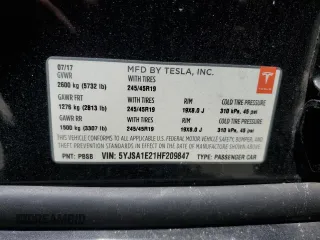 07/17 MFD BY TESLA, INC.
GVWR WITH TIRES
2600 kg (5732 lb) 245/45R19
GAWR FRT WITH TIRES RIM COLD TIRE PRESSURE
1276 kg (2813 lb) 245/45R19 19X8.0 J 310 kPa, 45 psi
GAWR RR WITH TIRES RIM COLD TIRE PRESSURE
1500 kg (3307 lb) 245/45R19 19X8.0 J 310 kPa, 45 psi
THIS VEHICLE CONFORMS TO ALL APPLICABLE U.S. FEDERAL MOTOR VEHICLE
SAFETY, BUMPER, AND THEFT PREVENTION STANDARDS IN EFFECT ON THE DATE
OF MANUFACTURE SHOWN ABOVE.
PNT: PBSB VIN: 5YJSA1E21HF209847 TYPE: PASSENGER CAR
TESLA